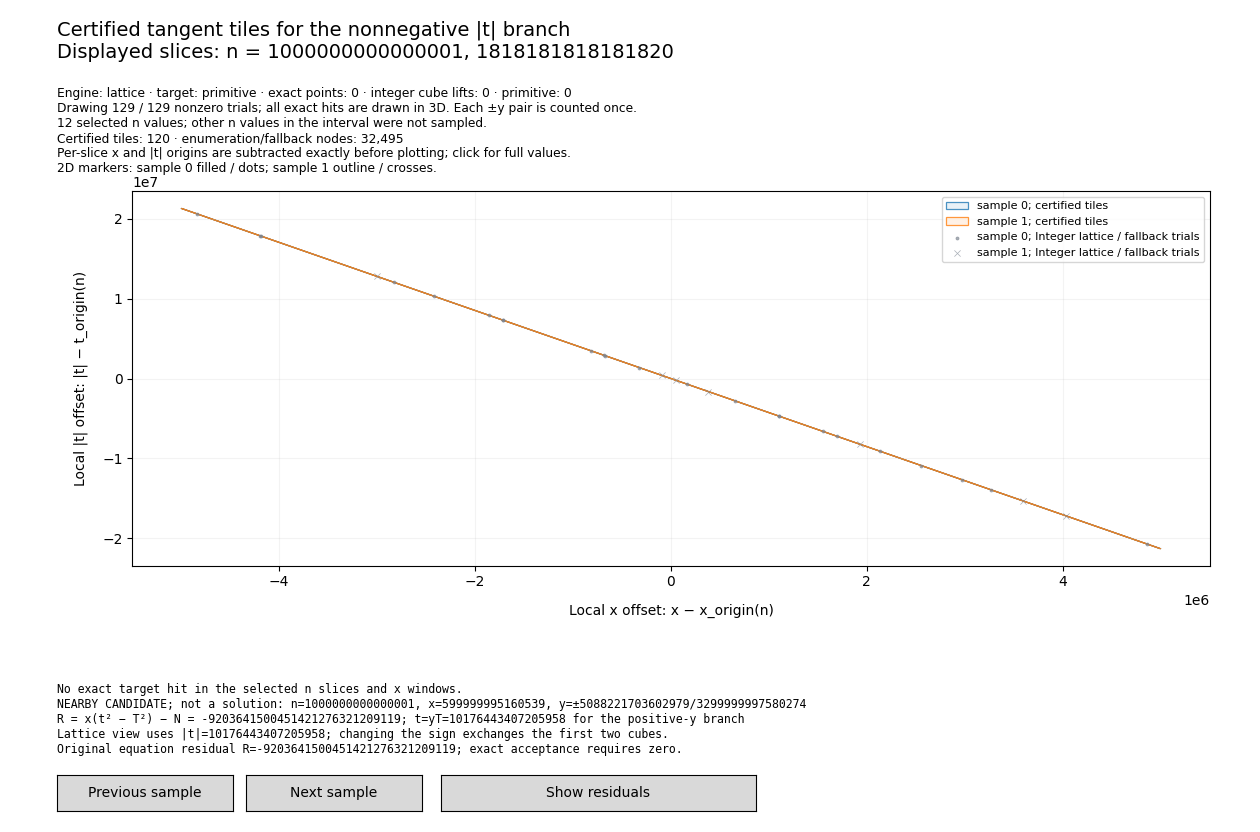 Certified tangent tiles for the nonnegative |t| branch
Displayed slices: n = 1000000000000001, 1818181818181820
Engine: lattice · target: primitive · exact points: 0 · integer cube lifts: 0 · primitive: 0
Drawing 129 / 129 nonzero trials; all exact hits are drawn in 3D. Each ±y pair is counted once.
12 selected n values; other n values in the interval were not sampled.
Certified tiles: 120 · enumeration/fallback nodes: 32,495
Per-slice x and |t| origins are subtracted exactly before plotting; click for full values.
2D markers: sample 0 filled / dots; sample 1 outline / crosses.
1e7
sample 0; certified tiles
sample 1; certified tiles
sample 0; Integer lattice / fallback trials
sample 1; Integer lattice / fallback trials
2
1
0
−1
−2
Local |t| offset: |t| − t_origin(n)
−4
−2
0
2
4
1e6
Local x offset: x − x_origin(n)
No exact target hit in the selected n slices and x windows.
NEARBY CANDIDATE; not a solution: n=1000000000000001, x=599999995160539, y=±5088221703602979/3299999997580274
R = x(t² − T²) − N = -9203641500451421276321209119; t=yT=10176443407205958 for the positive-y branch
Lattice view uses |t|=10176443407205958; changing the sign exchanges the first two cubes.
Original equation residual R=-9203641500451421276321209119; exact acceptance requires zero.
Previous sample
Next sample
Show residuals